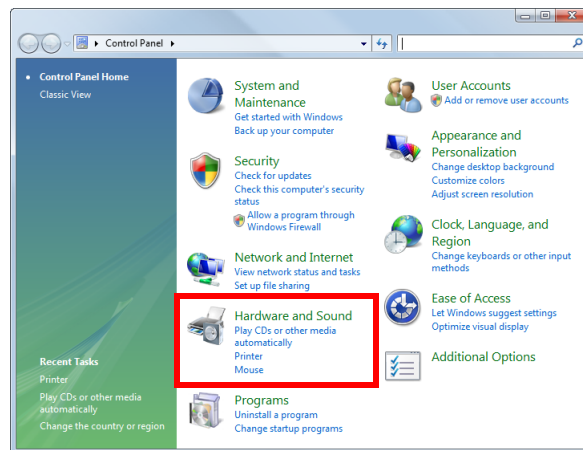 Control Panel
Control Panel Home
Classic View
Recent Tasks
Printer
Play CDs or other media
automatically
Change the country or region
System and
Maintenance
Get started with Windows
Back up your computer
Security
Check for updates
Check this computer's security
status
Allow a program through
Windows Firewall
Network and Internet
View network status and tasks
Set up file sharing
Hardware and Sound
Play CDs or other media
automatically
Printer
Mouse
Programs
Uninstall a program
Change startup programs
User Accounts
Add or remove user accounts
Appearance and
Personalization
Change desktop background
Customize colors
Adjust screen resolution
Clock, Language, and
Region
Change keyboards or other input
methods
Ease of Access
Let Windows suggest settings
Optimize visual display
Additional Options